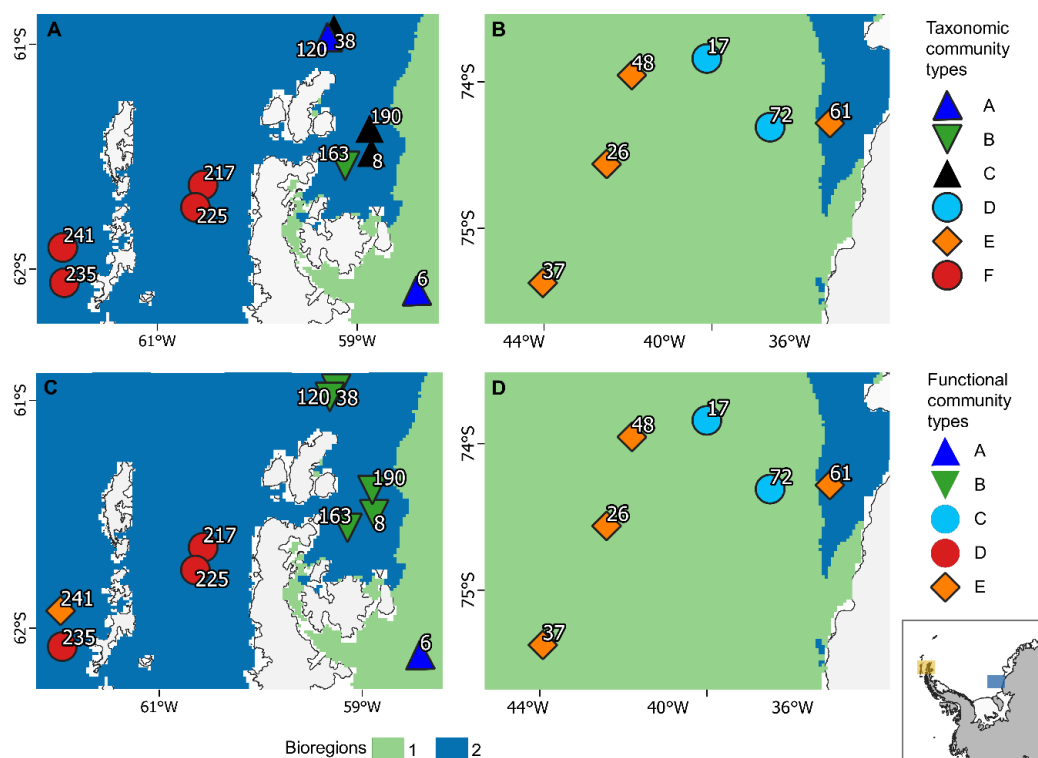 A
B
61°S
62°S
120
38
190
163
8
217
225
241
235
6
61°W
59°W
74°S
75°S
17
48
72
61
26
37
44°W
40°W
36°W
Taxonomic
community
types
A
B
C
D
E
F
C
D
61°S
62°S
120
38
190
163
8
217
225
241
235
6
61°W
59°W
74°S
75°S
17
48
72
61
26
37
44°W
40°W
36°W
Functional
community
types
A
B
C
D
E
Bioregions 1 2